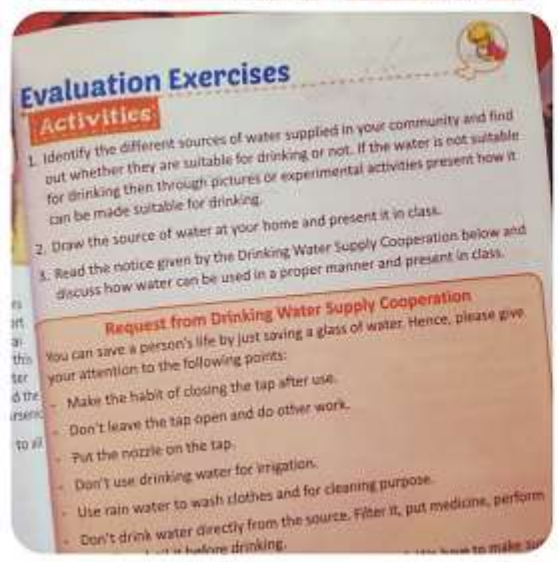 Evaluation Exercises
Activities
1. Identify the different sources of water supplied in your community and find
out whether they are suitable for drinking or not. If the water is not suitable
for drinking then through pictures or experimental activities present how it
can be made suitable for drinking.
2. Draw the source of water at your home and present it in class.
3. Read the notice given by the Drinking Water Supply Cooperation below and
discuss how water can be used in a proper manner and present in class.
Request from Drinking Water Supply Cooperation
You can save a person's life by just saving a glass of water. Hence, please give
your attention to the following points:
- Make the habit of closing the tap after use.
- Don't leave the tap open and do other work.
- Put the nozzle on the tap.
- Don't use drinking water for irrigation.
- Use rain water to wash clothes and for cleaning purpose.
- Don't drink water directly from the source. Filter it, put medicine, perform
it before drinking.
to make
this
d the
to all